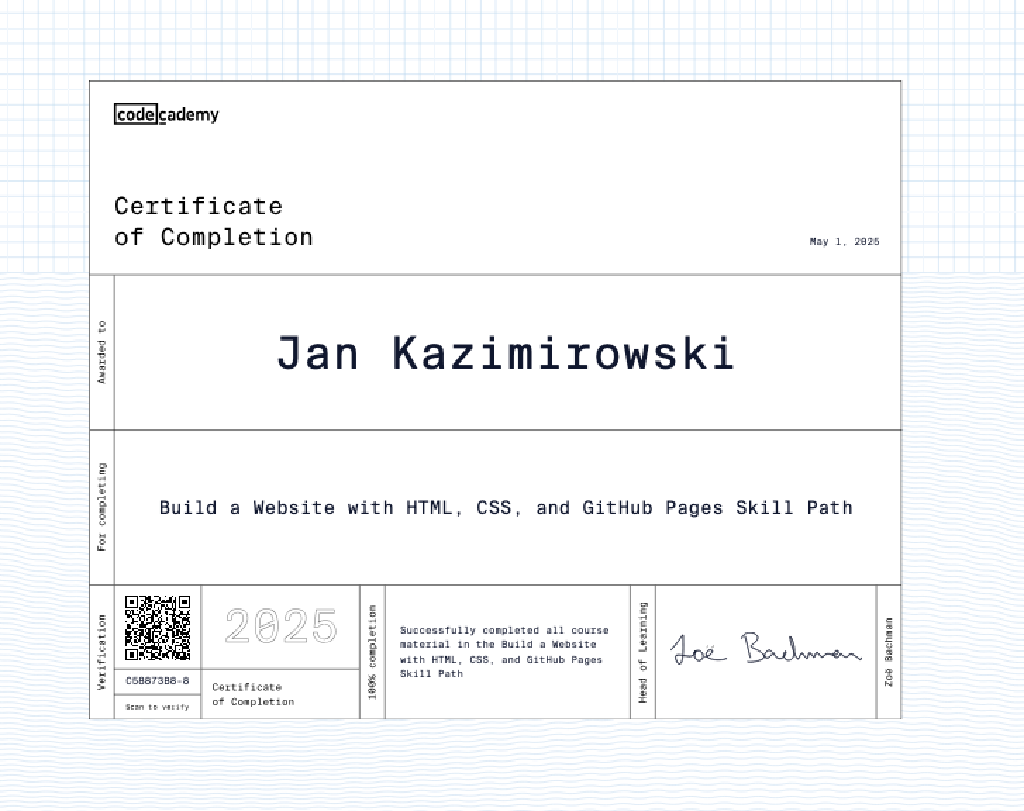 codecademy
Certificate
of Completion
May 1, 2025
Awarded to
Jan Kazimirowski
For completing
Build a Website with HTML, CSS, and GitHub Pages Skill Path
Verification
C5B873B8-8
Scan to verify
2025
Certificate
of Completion
100% completion
Successfully completed all course
material in the Build a Website
with HTML, CSS, and GitHub Pages
Skill Path
Head of Learning
Zoë Bachman
Zoë Bachman